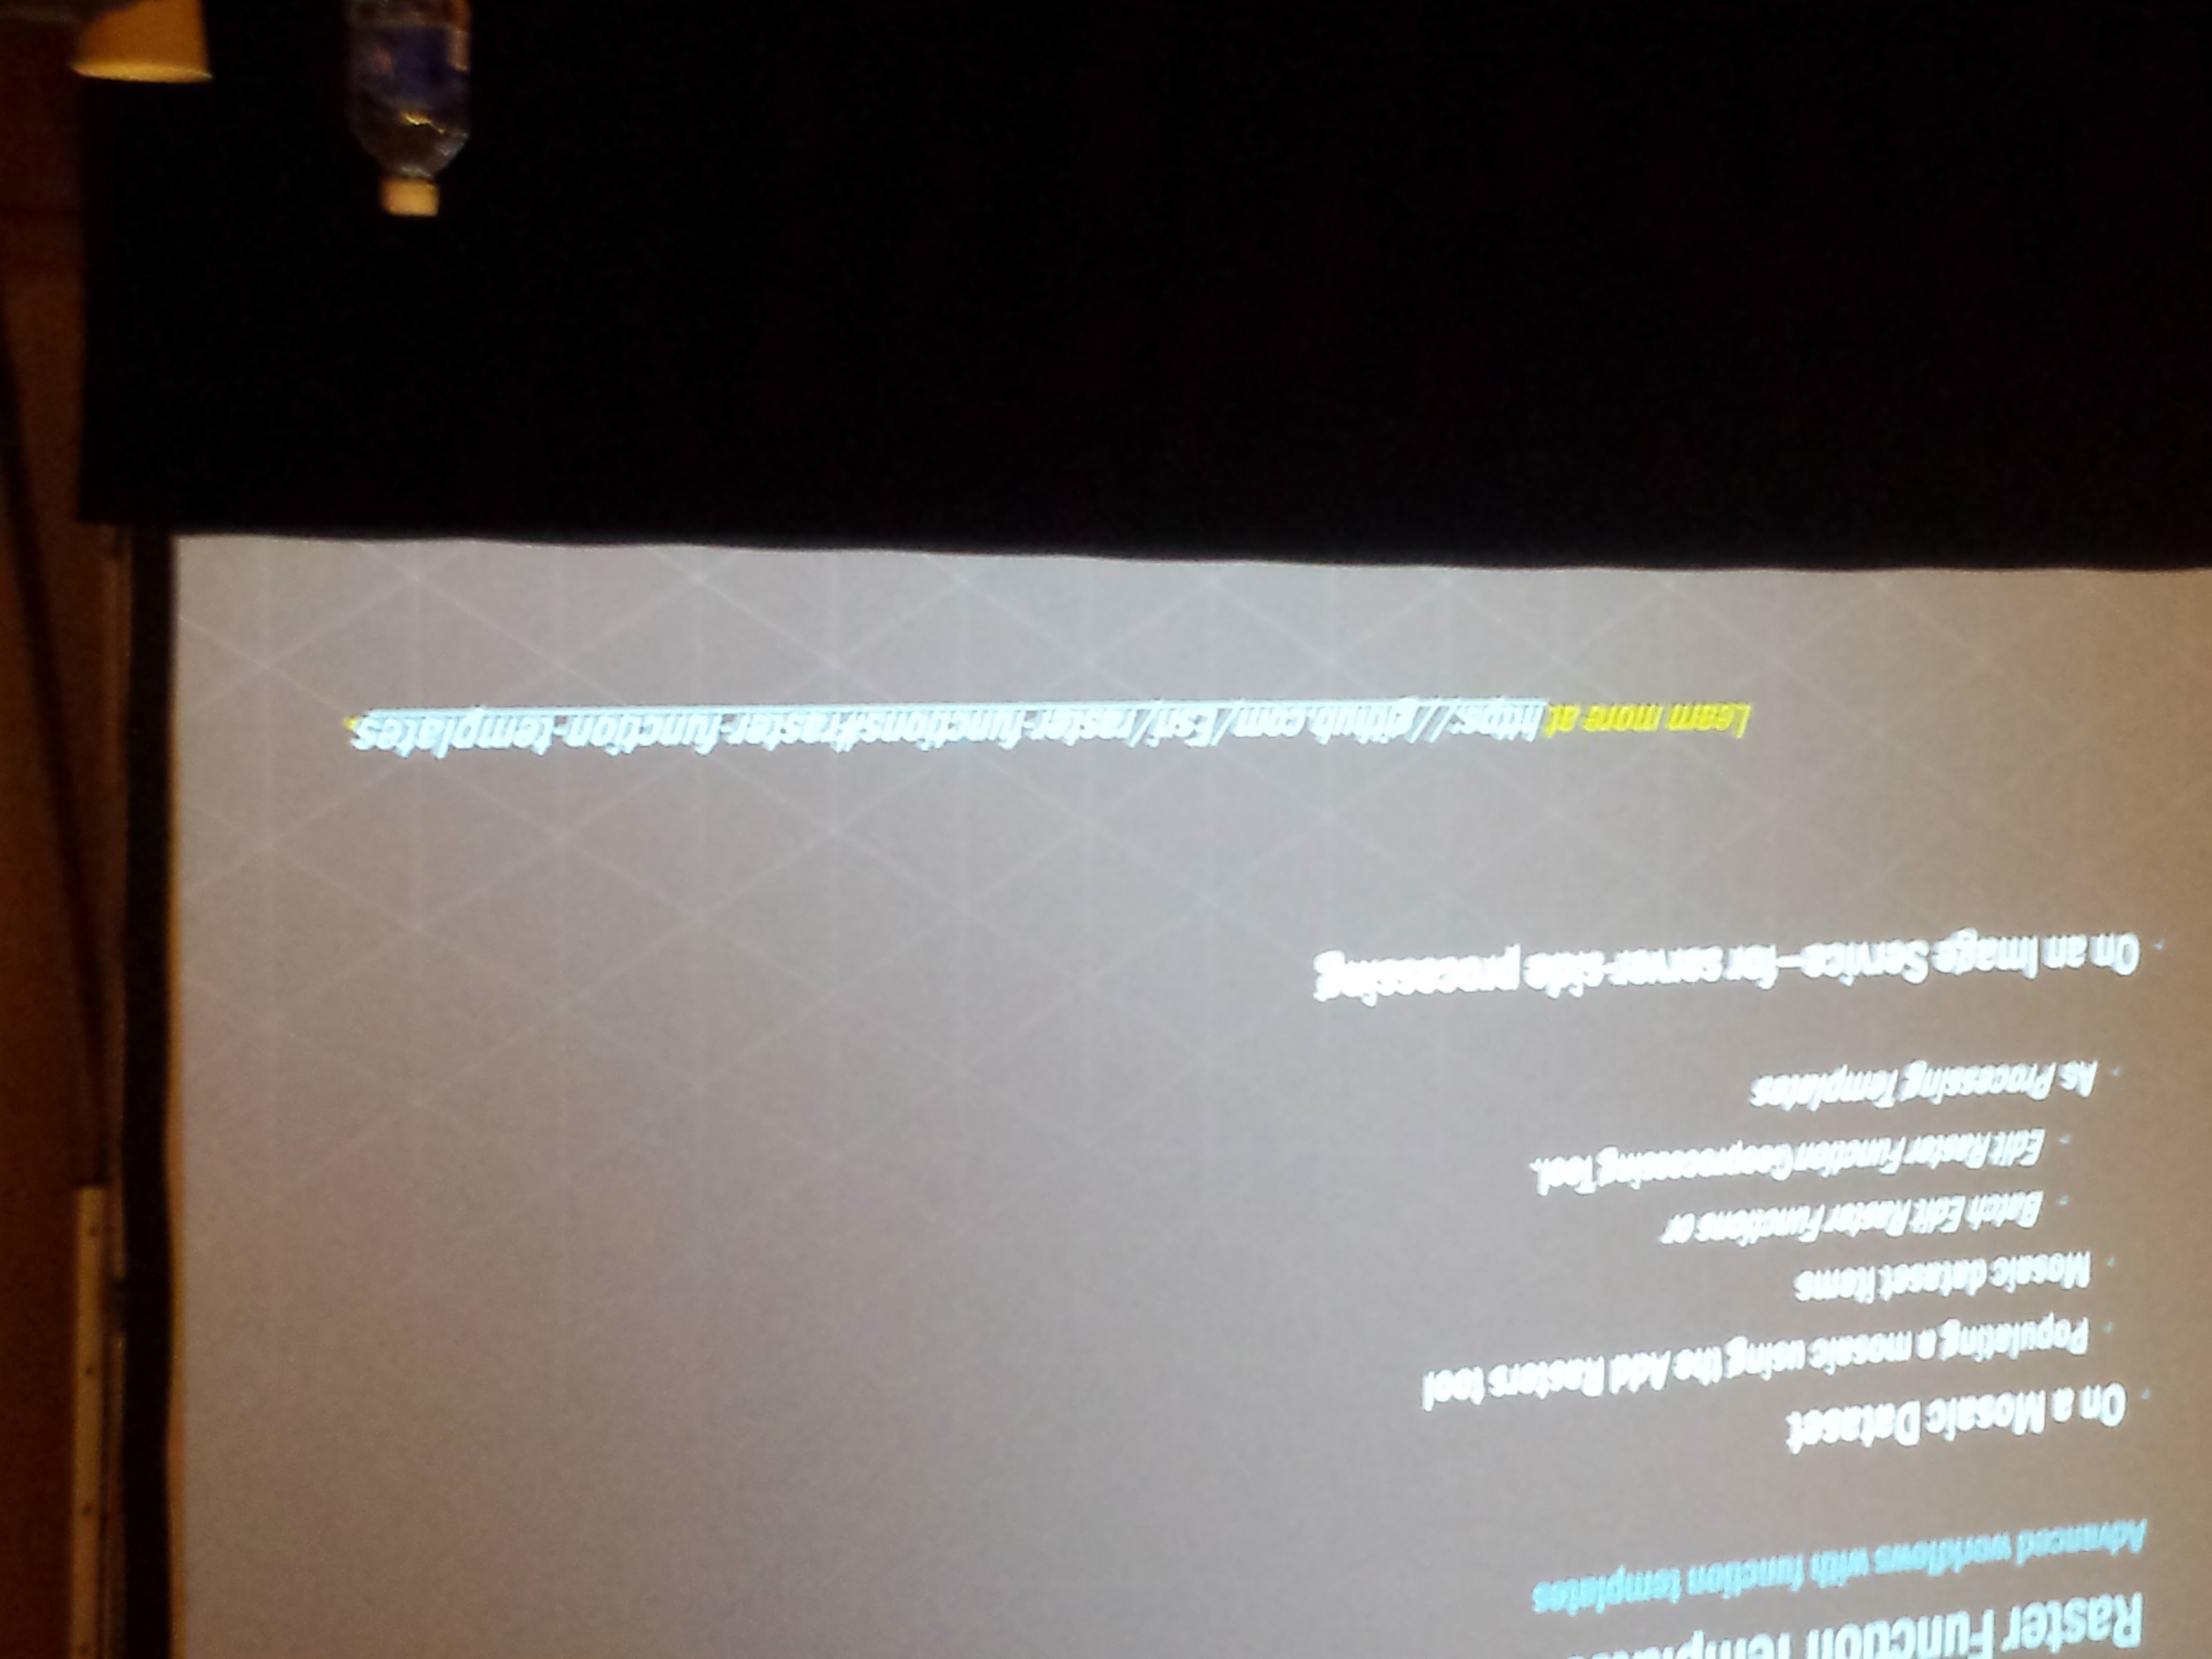 Raster Function Templates
Advanced workflows with function templates
On a Mosaic Dataset
Populating a mosaic using the Add Rasters tool
Mosaic dataset items
Batch Edit Raster Functions or
Edit Raster Function Geoprocessing Tool.
As Processing Templates
On an Image Service—for server-side processing
Learn more at https://github.com/Esri/raster-functions#raster-function-templates.